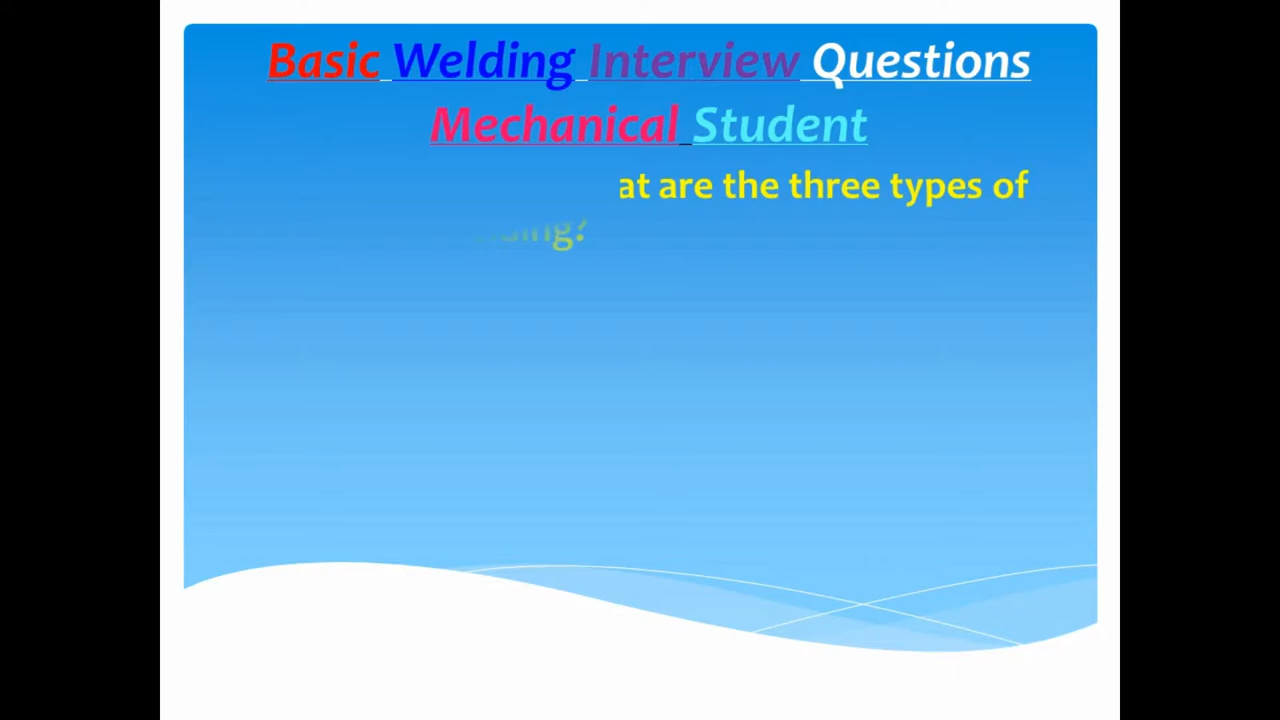 Basic Welding Interview Questions
Mechanical Student
at are the three types of